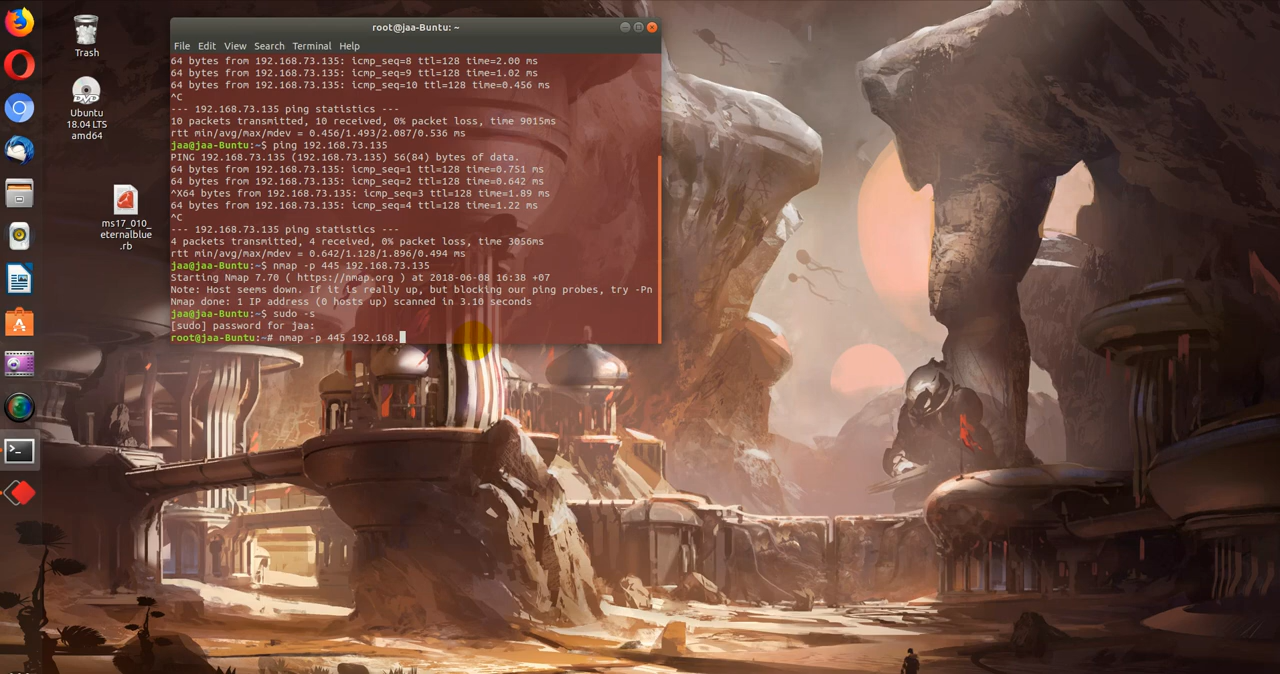 root@jaa-Buntu: ~
File Edit View Search Terminal Help
64 bytes from 192.168.73.135: icmp_seq=8 ttl=128 time=2.00 ms
64 bytes from 192.168.73.135: icmp_seq=9 ttl=128 time=1.02 ms
64 bytes from 192.168.73.135: icmp_seq=10 ttl=128 time=0.456 ms
^C
--- 192.168.73.135 ping statistics ---
10 packets transmitted, 10 received, 0% packet loss, time 9015ms
rtt min/avg/max/mdev = 0.456/1.493/2.087/0.536 ms
jaa@jaa-Buntu:~$ ping 192.168.73.135
PING 192.168.73.135 (192.168.73.135) 56(84) bytes of data.
64 bytes from 192.168.73.135: icmp_seq=1 ttl=128 time=0.751 ms
64 bytes from 192.168.73.135: icmp_seq=2 ttl=128 time=0.642 ms
^X64 bytes from 192.168.73.135: icmp_seq=3 ttl=128 time=1.89 ms
64 bytes from 192.168.73.135: icmp_seq=4 ttl=128 time=1.22 ms
^C
--- 192.168.73.135 ping statistics ---
4 packets transmitted, 4 received, 0% packet loss, time 3056ms
rtt min/avg/max/mdev = 0.642/1.128/1.896/0.494 ms
jaa@jaa-Buntu:~$ nmap -p 445 192.168.73.135
Starting Nmap 7.70 ( https://nmap.org ) at 2018-06-08 16:38 +07
Note: Host seems down. If it is really up, but blocking our ping probes, try -Pn
Nmap done: 1 IP address (0 hosts up) scanned in 3.10 seconds
jaa@jaa-Buntu:~$ sudo -s
[sudo] password for jaa:
root@jaa-Buntu:~# nmap -p 445 192.168.
Trash
DVD
Ubuntu
18.04 LTS
amd64
ms17_010_
eternalblue
.rb